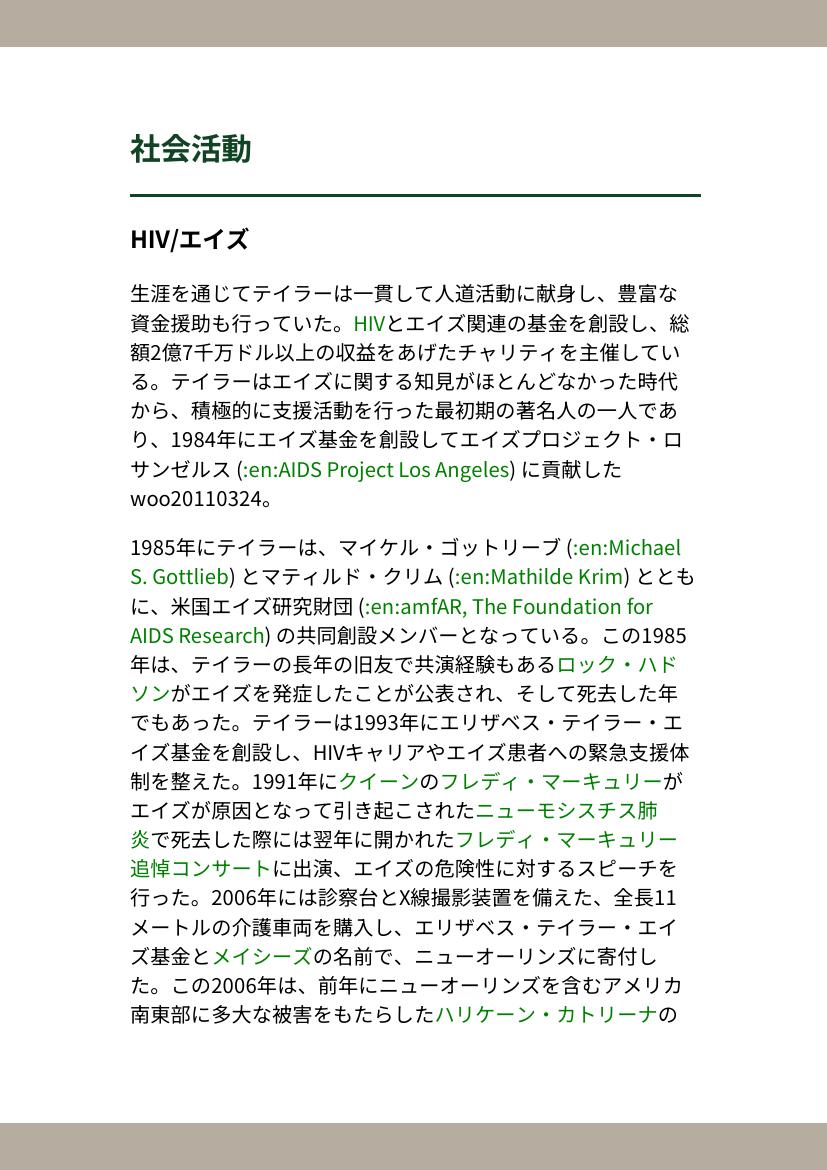 社会活動
HIV/エイズ
生涯を通じてテイラーは一貫して人道活動に献身し、豊富な
資金援助も行っていた。HIVとエイズ関連の基金を創設し、総
額2億7千万ドル以上の収益をあげたチャリティを主催してい
る。テイラーはエイズに関する知見がほとんどなかった時代
から、積極的に支援活動を行った最初期の著名人の一人であ
り、1984年にエイズ基金を創設してエイズプロジェクト・ロ
サンゼルス (:en:AIDS Project Los Angeles) に貢献した
woo20110324。
1985年にテイラーは、マイケル・ゴットリーブ (:en:Michael
S. Gottlieb) とマティルド・クリム (:en:Mathilde Krim) ととも
に、米国エイズ研究財団 (:en:amfAR, The Foundation for
AIDS Research) の共同創設メンバーとなっている。この1985
年は、テイラーの長年の旧友で共演経験もあるロック・ハド
ソンがエイズを発症したことが公表され、そして死去した年
でもあった。テイラーは1993年にエリザベス・テイラー・エ
イズ基金を創設し、HIVキャリアやエイズ患者への緊急支援体
制を整えた。1991年にクイーンのフレディ・マーキュリーが
エイズが原因となって引き起こされたニューモシスチス肺
炎で死去した際には翌年に開かれたフレディ・マーキュリー
追悼コンサートに出演、エイズの危険性に対するスピーチを
行った。2006年には診察台とX線撮影装置を備えた、全長11
メートルの介護車両を購入し、エリザベス・テイラー・エイ
ズ基金とメイシーズの名前で、ニューオーリンズに寄付し
た。この2006年は、前年にニューオーリンズを含むアメリカ
南東部に多大な被害をもたらしたハリケーン・カトリーナの